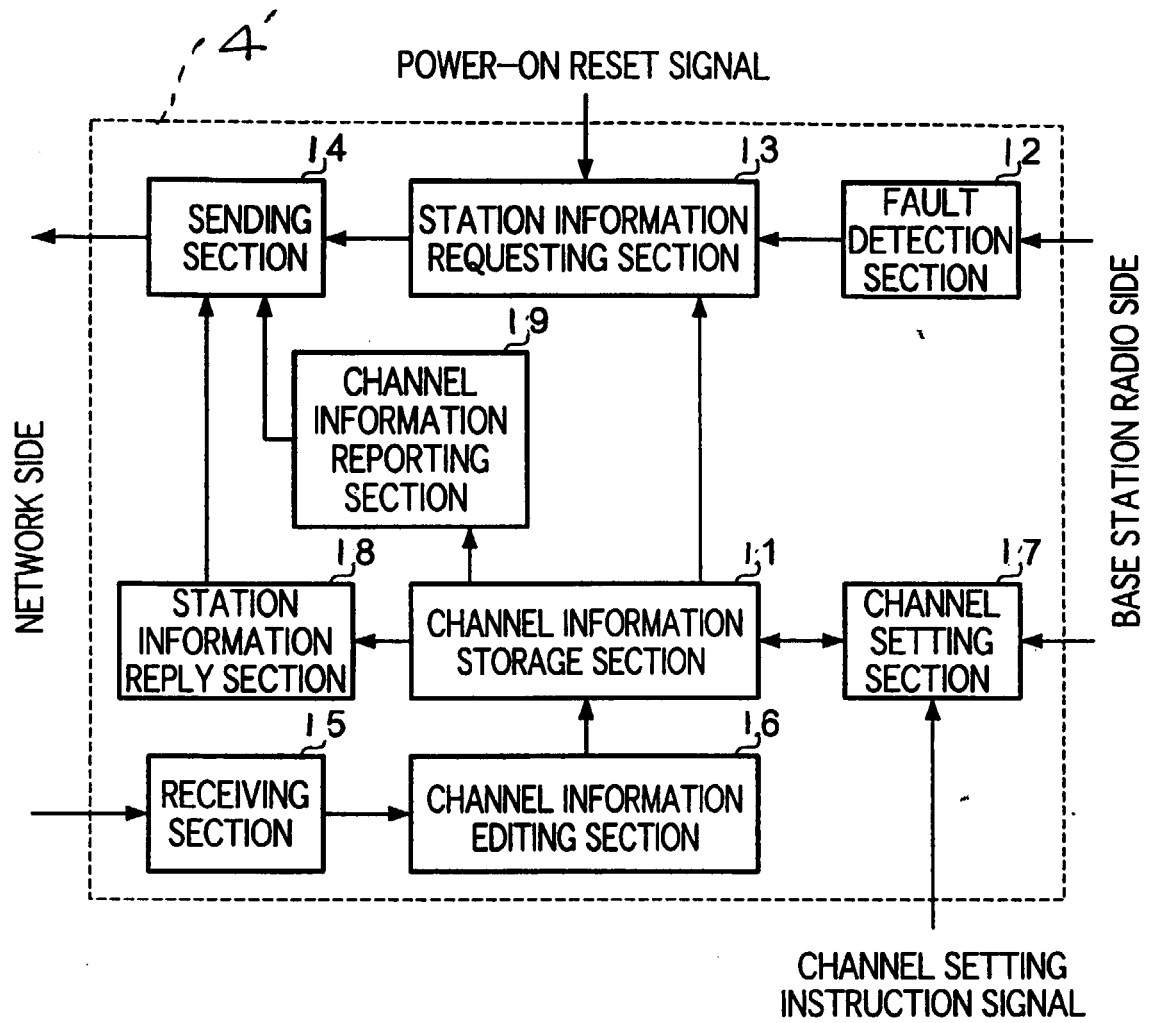 4'
POWER-ON RESET SIGNAL
14
SENDING
SECTION
13
STATION INFORMATION
REQUESTING SECTION
12
FAULT
DETECTION
SECTION
19
CHANNEL
INFORMATION
REPORTING
SECTION
NETWORK SIDE
BASE STATION RADIO SIDE
18
STATION
INFORMATION
REPLY SECTION
11
CHANNEL INFORMATION
STORAGE SECTION
17
CHANNEL
SETTING
SECTION
15
RECEIVING
SECTION
16
CHANNEL INFORMATION
EDITING SECTION
CHANNEL SETTING
INSTRUCTION SIGNAL